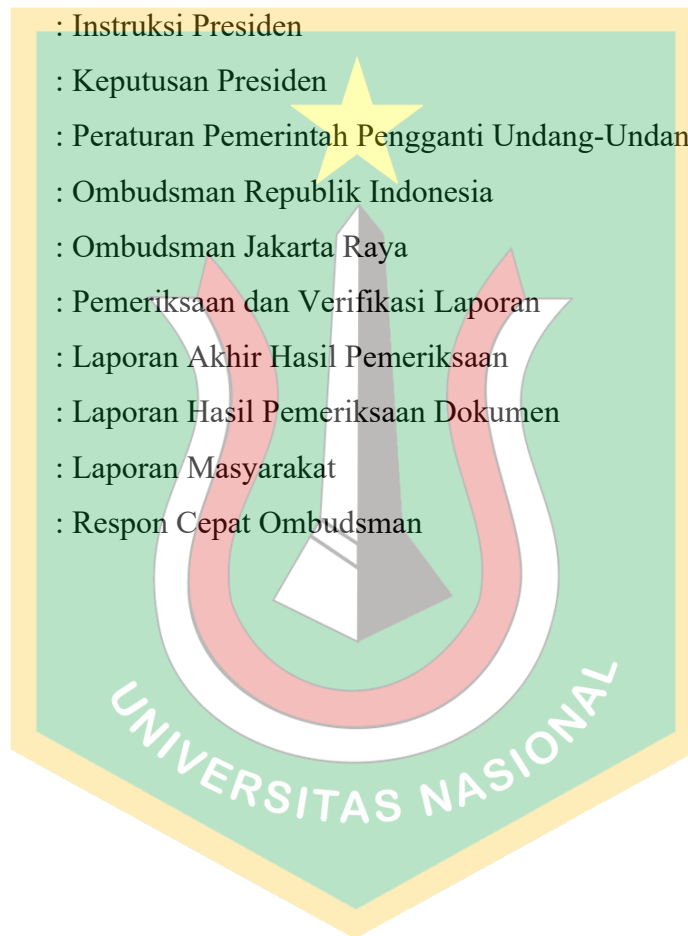 : Instruksi Presiden
: Keputusan Presiden
: Peraturan Pemerintah Pengganti Undang-Undan
: Ombudsman Republik Indonesia
: Ombudsman Jakarta Raya
: Pemeriksaan dan Verifikasi Laporan
: Laporan Akhir Hasil Pemeriksaan
: Laporan Hasil Pemeriksaan Dokumen
: Laporan Masyarakat
: Respon Cepat Ombudsman
UNIVERSITAS NASIONAL